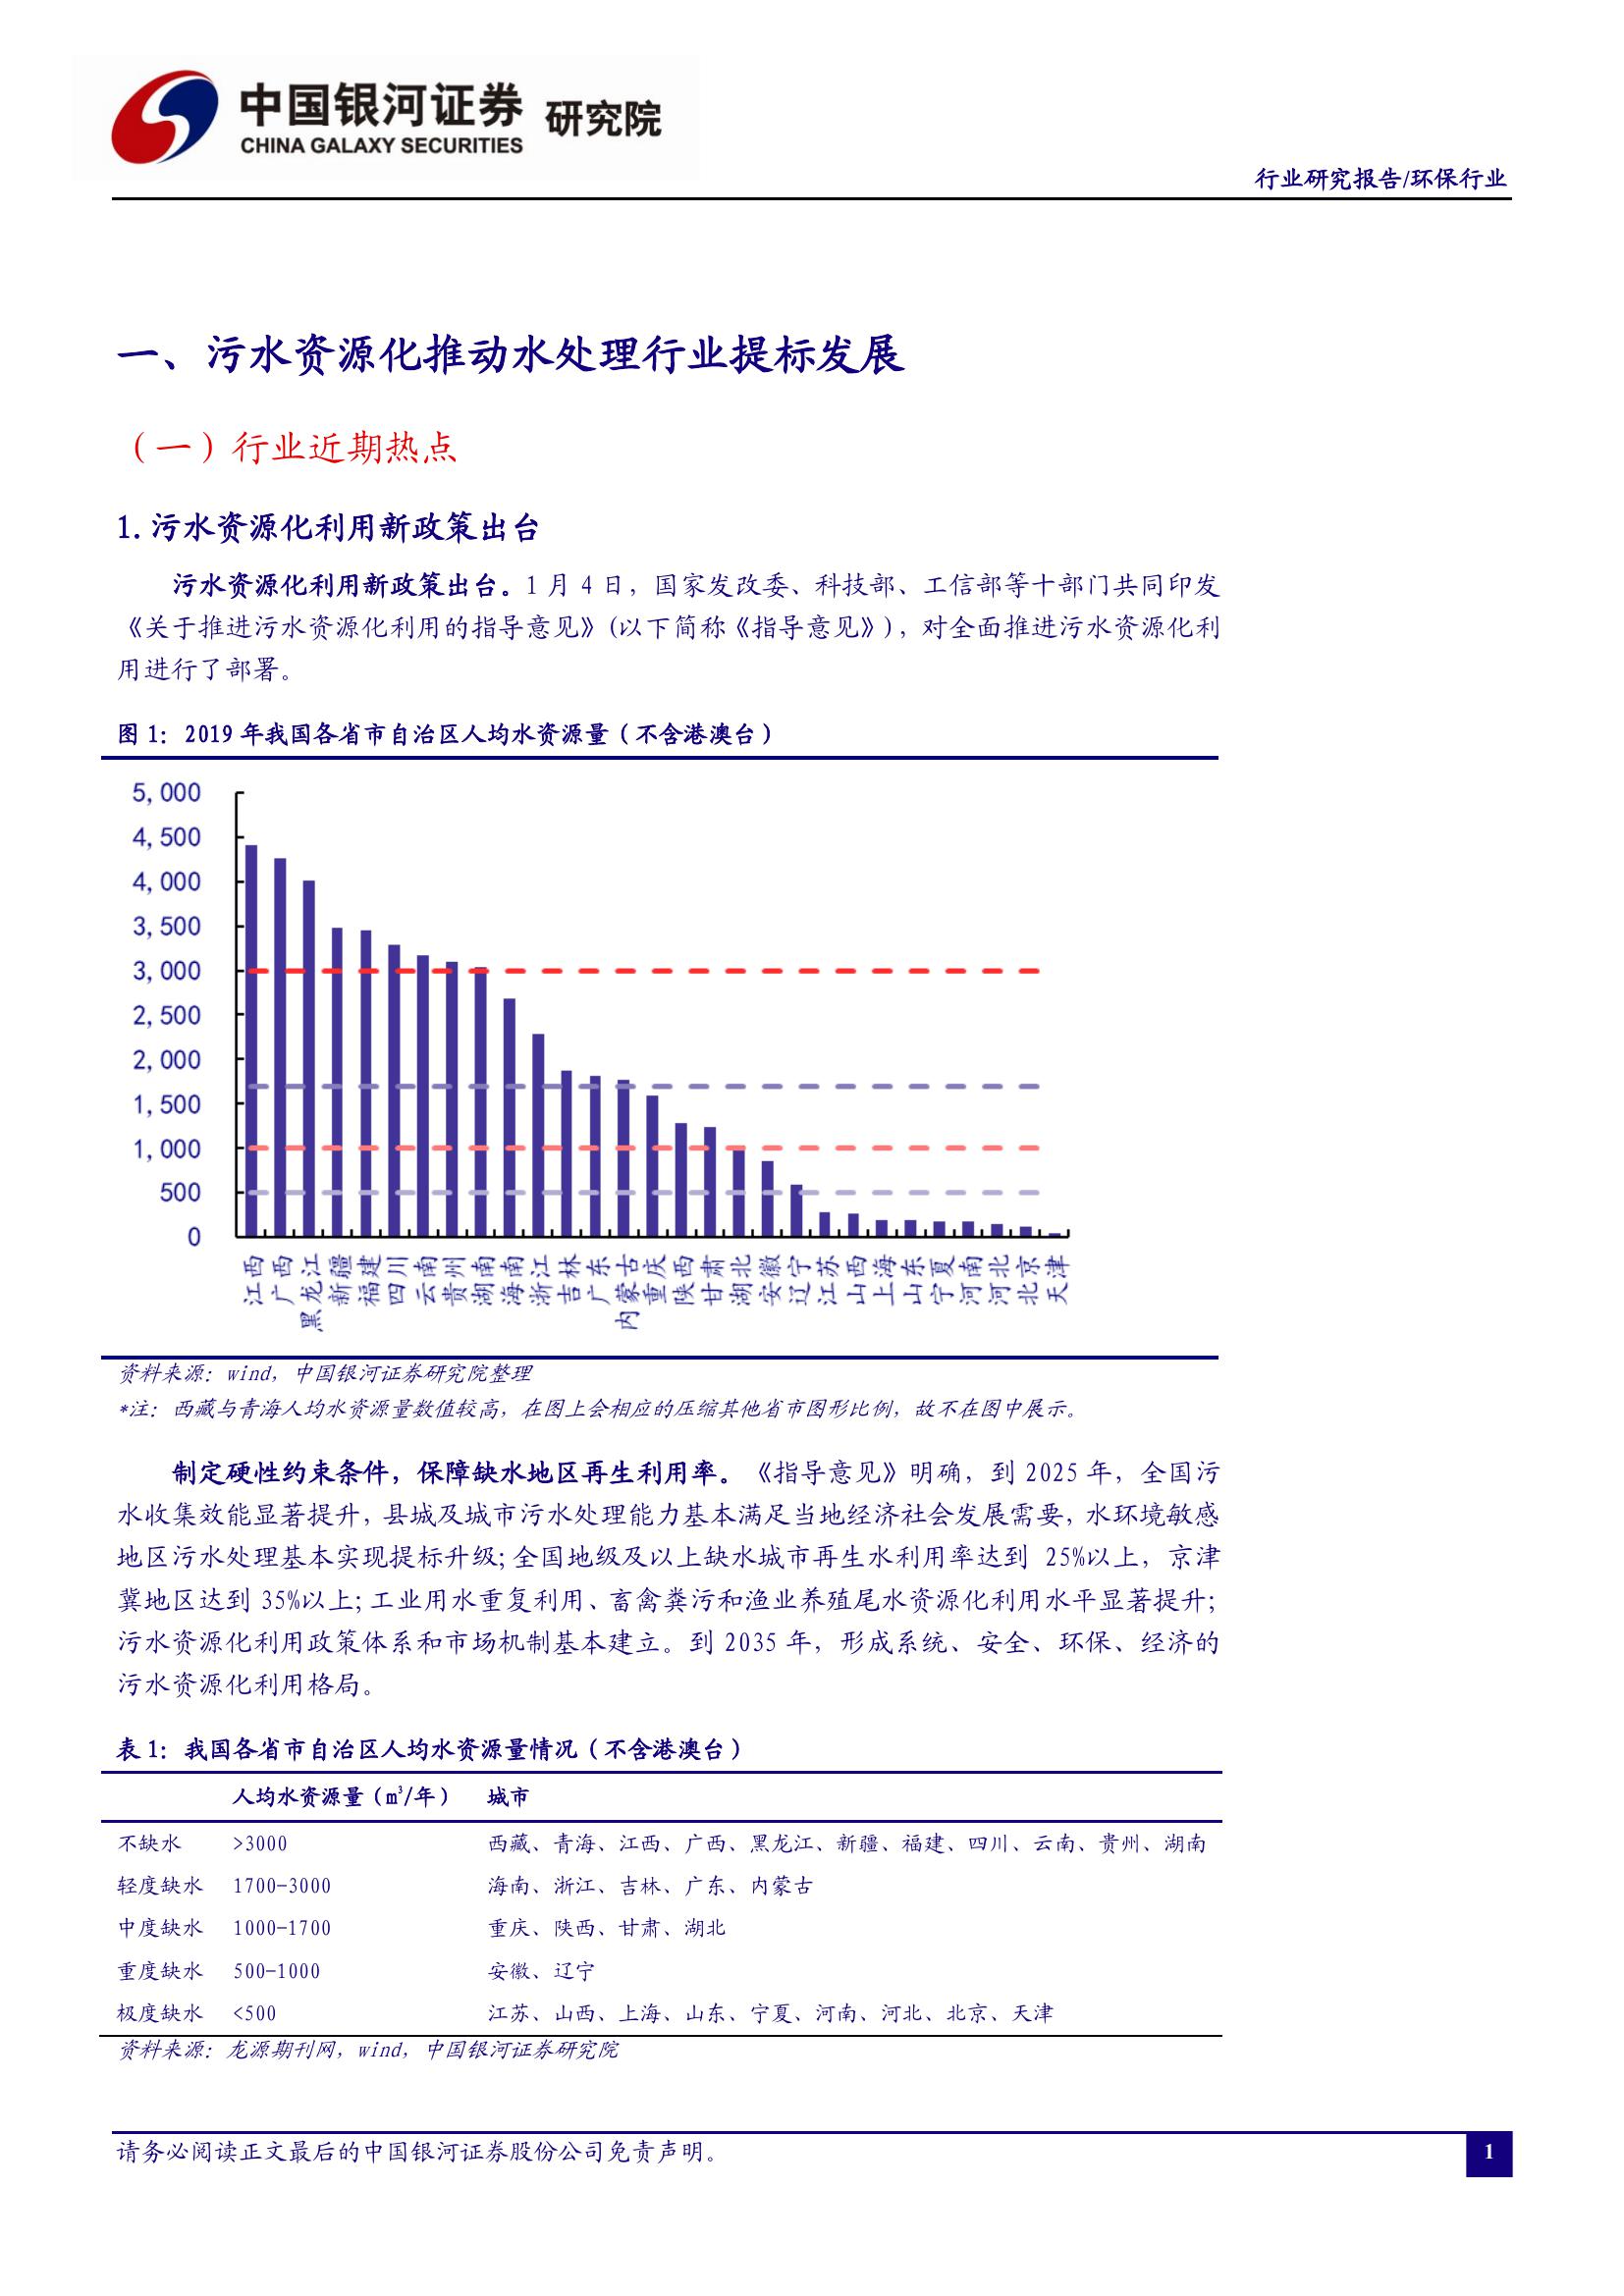 中国银河证券 研究院
CHINA GALAXY SECURITIES
行业研究报告/环保行业
一、污水资源化推动水处理行业提标发展
（一）行业近期热点
1. 污水资源化利用新政策出台
污水资源化利用新政策出台。1 月 4 日，国家发改委、科技部、工信部等十部门共同印发
《关于推进污水资源化利用的指导意见》(以下简称《指导意见》)，对全面推进污水资源化利
用进行了部署。
图 1：2019 年我国各省市自治区人均水资源量（不含港澳台）
5,000
4,500
4,000
3,500
3,000
2,500
2,000
1,500
1,000
500
0
江西
广西
黑龙江
新疆
福建
四川
云南
贵州
湖南
海南
浙江
吉林
广东
内蒙古
重庆
陕西
甘肃
湖北
安徽
辽宁
江苏
山西
上海
山东
宁夏
河南
河北
北京
天津
资料来源：wind，中国银河证券研究院整理
*注：西藏与青海人均水资源量数值较高，在图上会相应的压缩其他省市图形比例，故不在图中展示。
制定硬性约束条件，保障缺水地区再生利用率。《指导意见》明确，到 2025 年，全国污
水收集效能显著提升，县城及城市污水处理能力基本满足当地经济社会发展需要，水环境敏感
地区污水处理基本实现提标升级；全国地级及以上缺水城市再生水利用率达到 25%以上，京津
冀地区达到 35%以上；工业用水重复利用、畜禽粪污和渔业养殖尾水资源化利用水平显著提升；
污水资源化利用政策体系和市场机制基本建立。到 2035 年，形成系统、安全、环保、经济的
污水资源化利用格局。
表 1：我国各省市自治区人均水资源量情况（不含港澳台）
人均水资源量（m³/年） 城市
不缺水 >3000 西藏、青海、江西、广西、黑龙江、新疆、福建、四川、云南、贵州、湖南
轻度缺水 1700-3000 海南、浙江、吉林、广东、内蒙古
中度缺水 1000-1700 重庆、陕西、甘肃、湖北
重度缺水 500-1000 安徽、辽宁
极度缺水 <500 江苏、山西、上海、山东、宁夏、河南、河北、北京、天津
资料来源：龙源期刊网，wind，中国银河证券研究院
请务必阅读正文最后的中国银河证券股份公司免责声明。
1